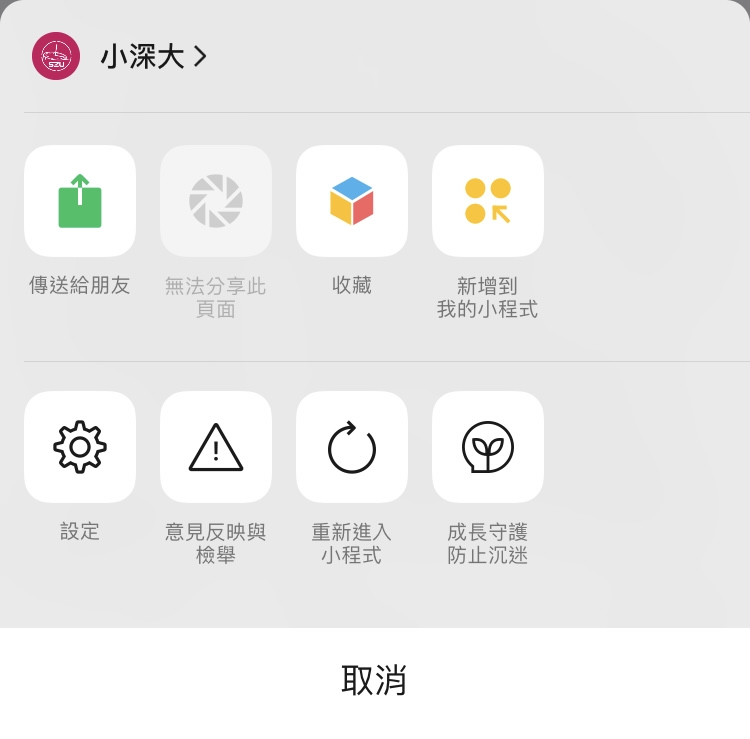 SZU
小深大
傳送給朋友
無法分享此
頁面
收藏
新增到
我的小程式
設定
意見反映與
檢舉
重新進入
小程式
成長守護
防止沉迷
取消